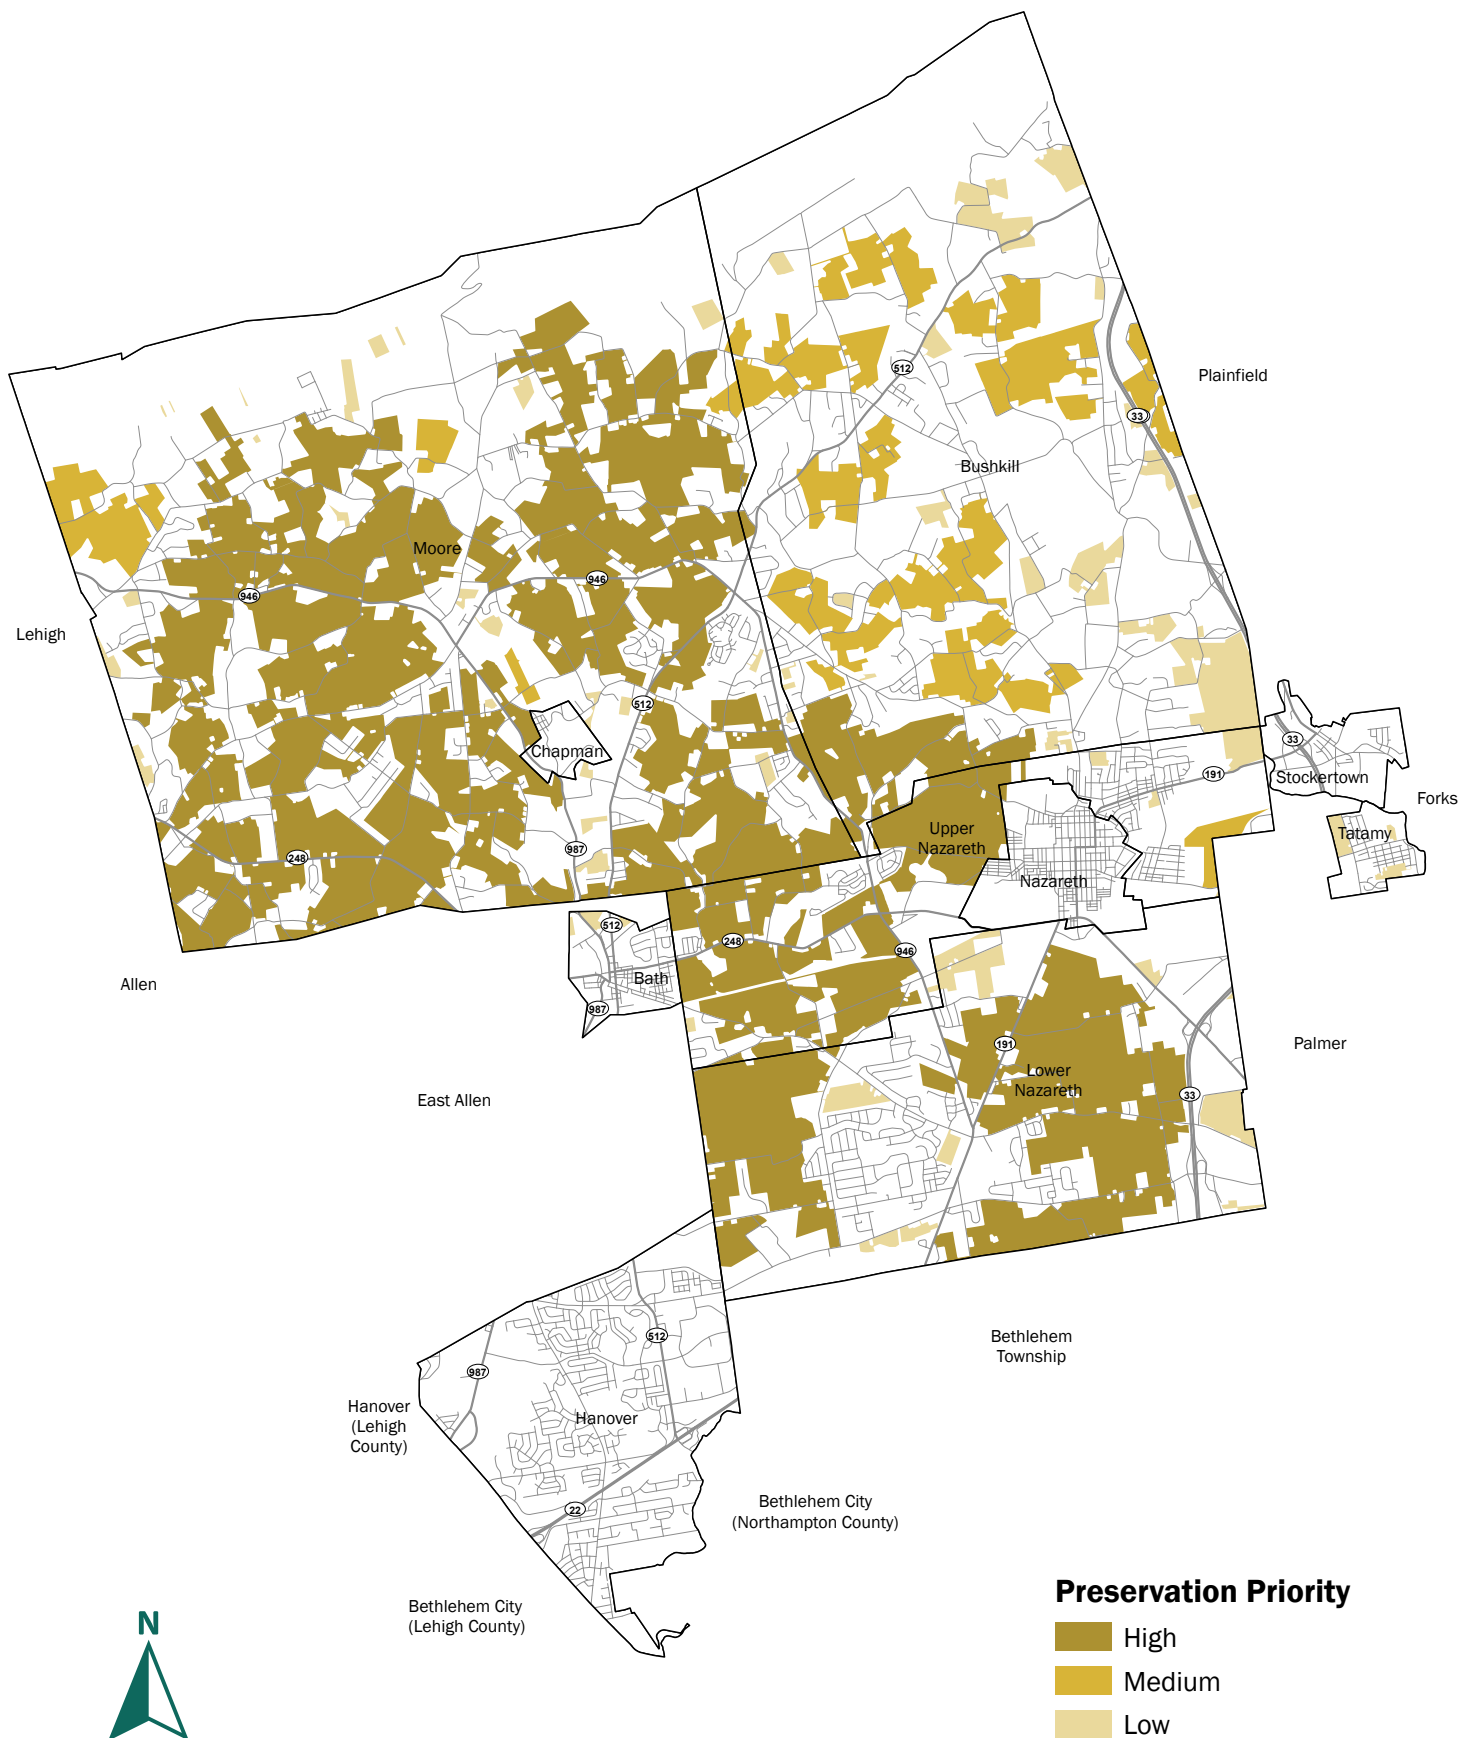 Plainfield
512
33
Bushkill
Moore
946
946
Lehigh
512
33
Chapman
191
Stockertown
Forks
Upper
Nazareth
Tatamy
248
987
Nazareth
512
248
946
Bath
Allen
987
191
Palmer
Lower
Nazareth
33
East Allen
512
Bethlehem
Township
987
Hanover
(Lehigh
County)
Hanover
22
Bethlehem City
(Northampton County)
Bethlehem City
(Lehigh County)
N
Preservation Priority
High
Medium
Low